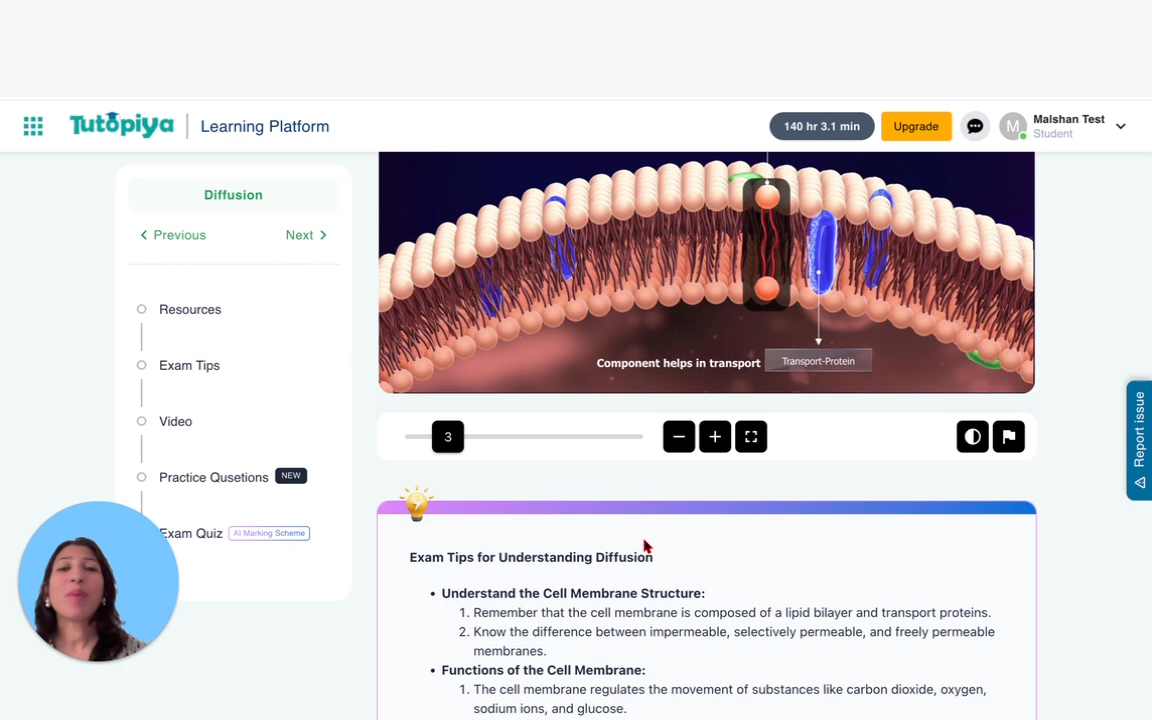 Tutopiya
Learning Platform
140 hr 3.1 min
Upgrade
M
Malshan Test
Student
Diffusion
Previous
Next
Resources
Exam Tips
Video
Practice Qusetions NEW
Exam Quiz AI Marking Scheme
Component helps in transport Transport-Protein
3
Report issue
Exam Tips for Understanding Diffusion
• Understand the Cell Membrane Structure:
1. Remember that the cell membrane is composed of a lipid bilayer and transport proteins.
2. Know the difference between impermeable, selectively permeable, and freely permeable
membranes.
• Functions of the Cell Membrane:
1. The cell membrane regulates the movement of substances like carbon dioxide, oxygen,
sodium ions, and glucose.